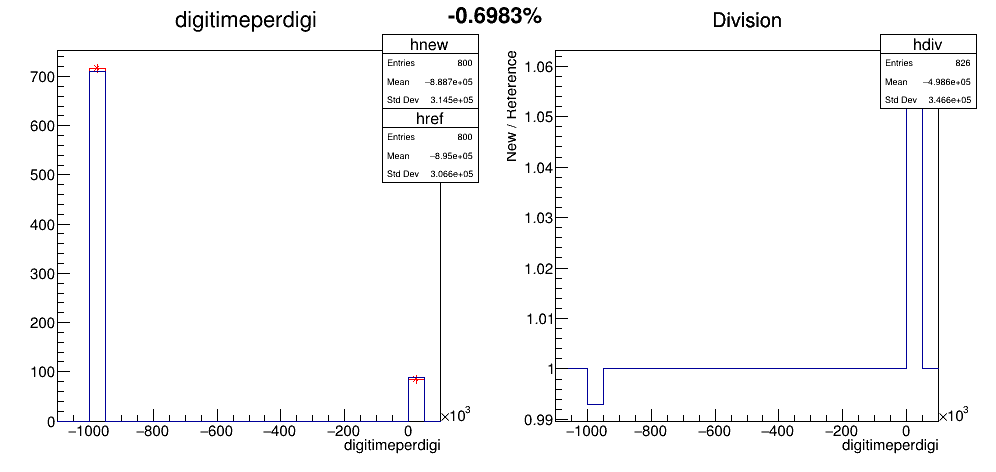 digitimeperdigi
-0.6983%
Division
hnew
Entries 800
Mean −8.887e+05
Std Dev 3.145e+05
href
Entries 800
Mean −8.95e+05
Std Dev 3.066e+05
700
600
500
400
300
200
100
0
−1000 −800 −600 −400 −200 0
×10³
digitimeperdigi
hdiv
Entries 826
Mean −4.986e+05
Std Dev 3.466e+05
New / Reference
1.06
1.05
1.04
1.03
1.02
1.01
1
0.99
−1000 −800 −600 −400 −200 0
×10³
digitimeperdigi